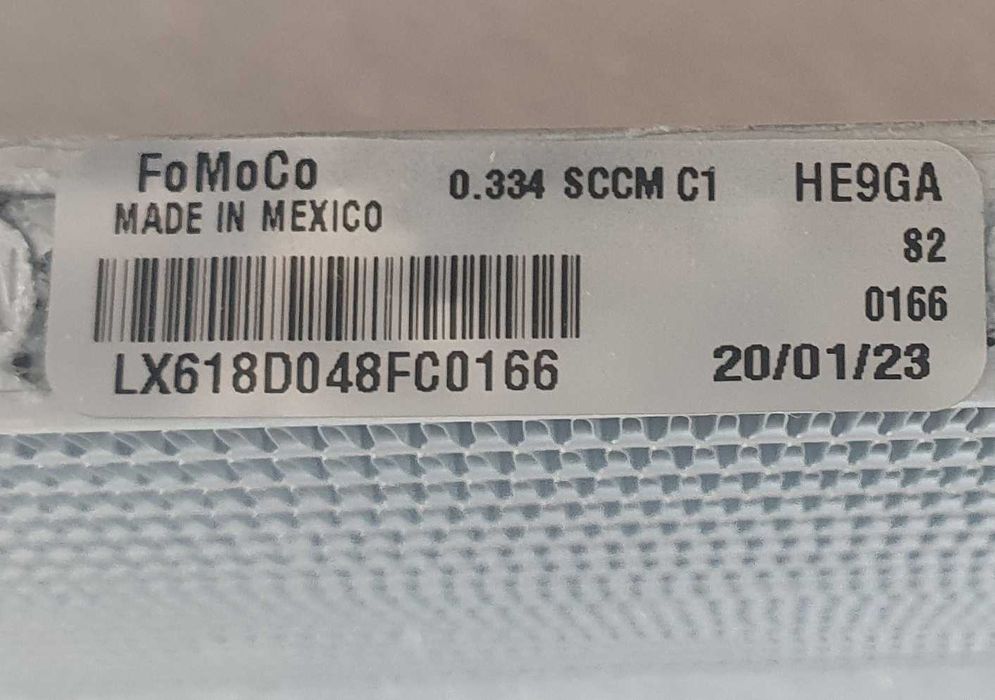 FoMoCo
MADE IN MEXICO
0.334 SCCM C1
HE9GA
82
0166
LX618D048FC0166
20/01/23